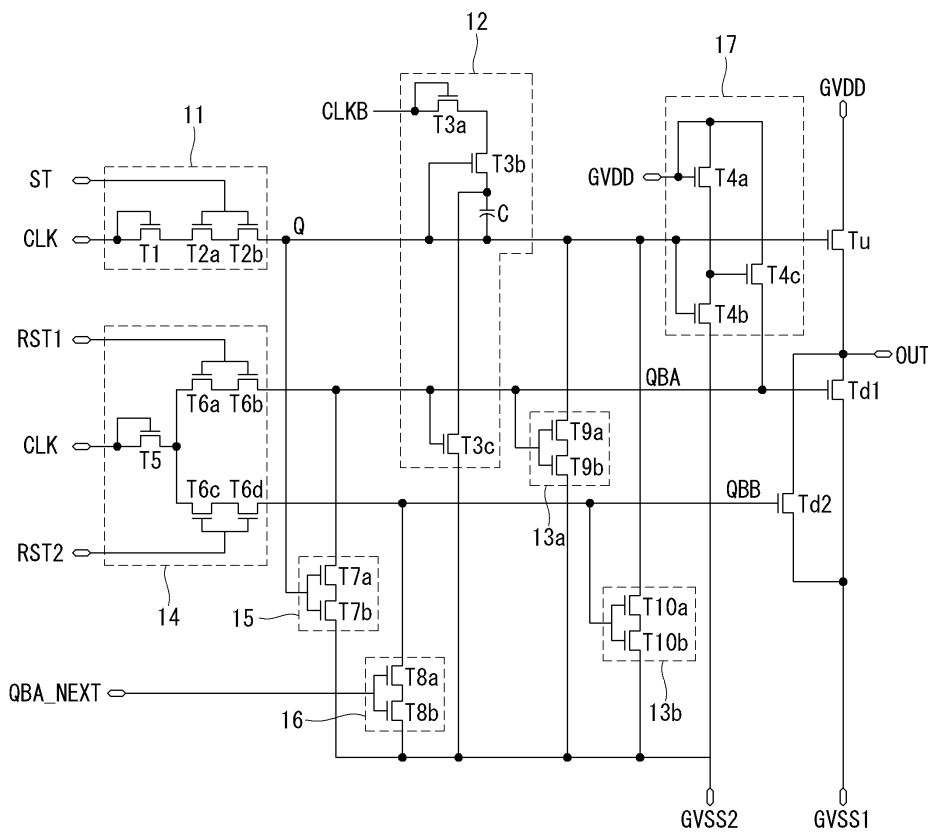 12
17
GVDD
11
CLKB
T3a
ST
T3b
GVDD
T4a
CLK
T1
T2a
T2b
Q
C
Tu
T4c
T4b
RST1
OUT
T6a
T6b
QBA
Td1
CLK
T5
T3c
T9a
T9b
T6c
T6d
QBB
Td2
13a
RST2
T7a
T7b
T10a
T10b
14
15
T8a
T8b
QBA_NEXT
16
13b
GVSS2
GVSS1